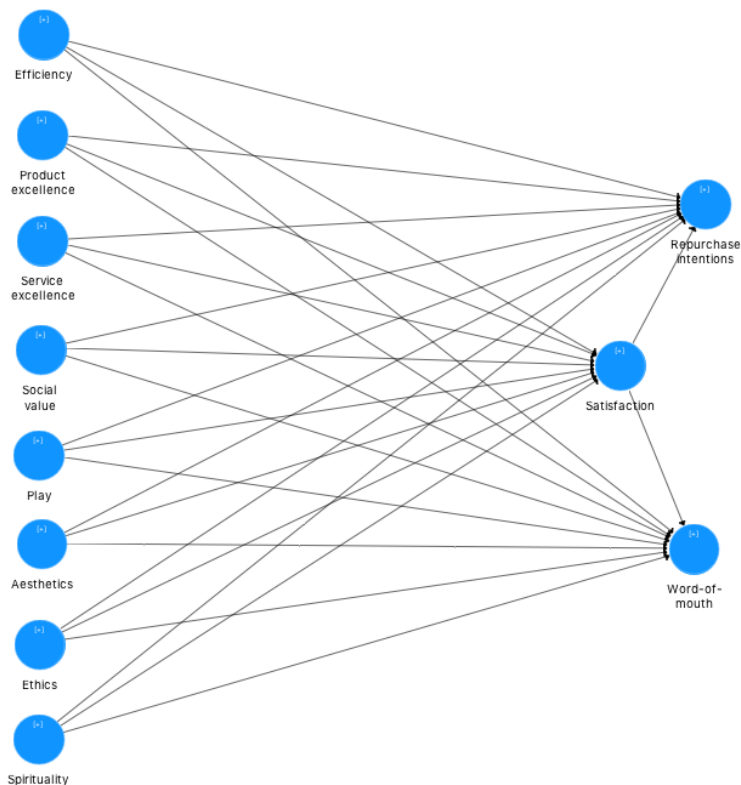 [+]
Efficiency
[+]
Product
excellence
[+]
Service
excellence
[+]
Social
value
[+]
Play
[+]
Aesthetics
[+]
Ethics
[+]
Spirituality
[+]
Repurchase
intentions
[+]
Satisfaction
[+]
Word-of-
mouth